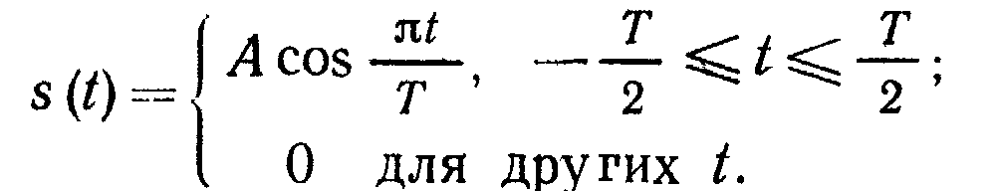 s (t) = { A cos πt/T, −T/2 ⩽ t ⩽ T/2;
0 для других t.